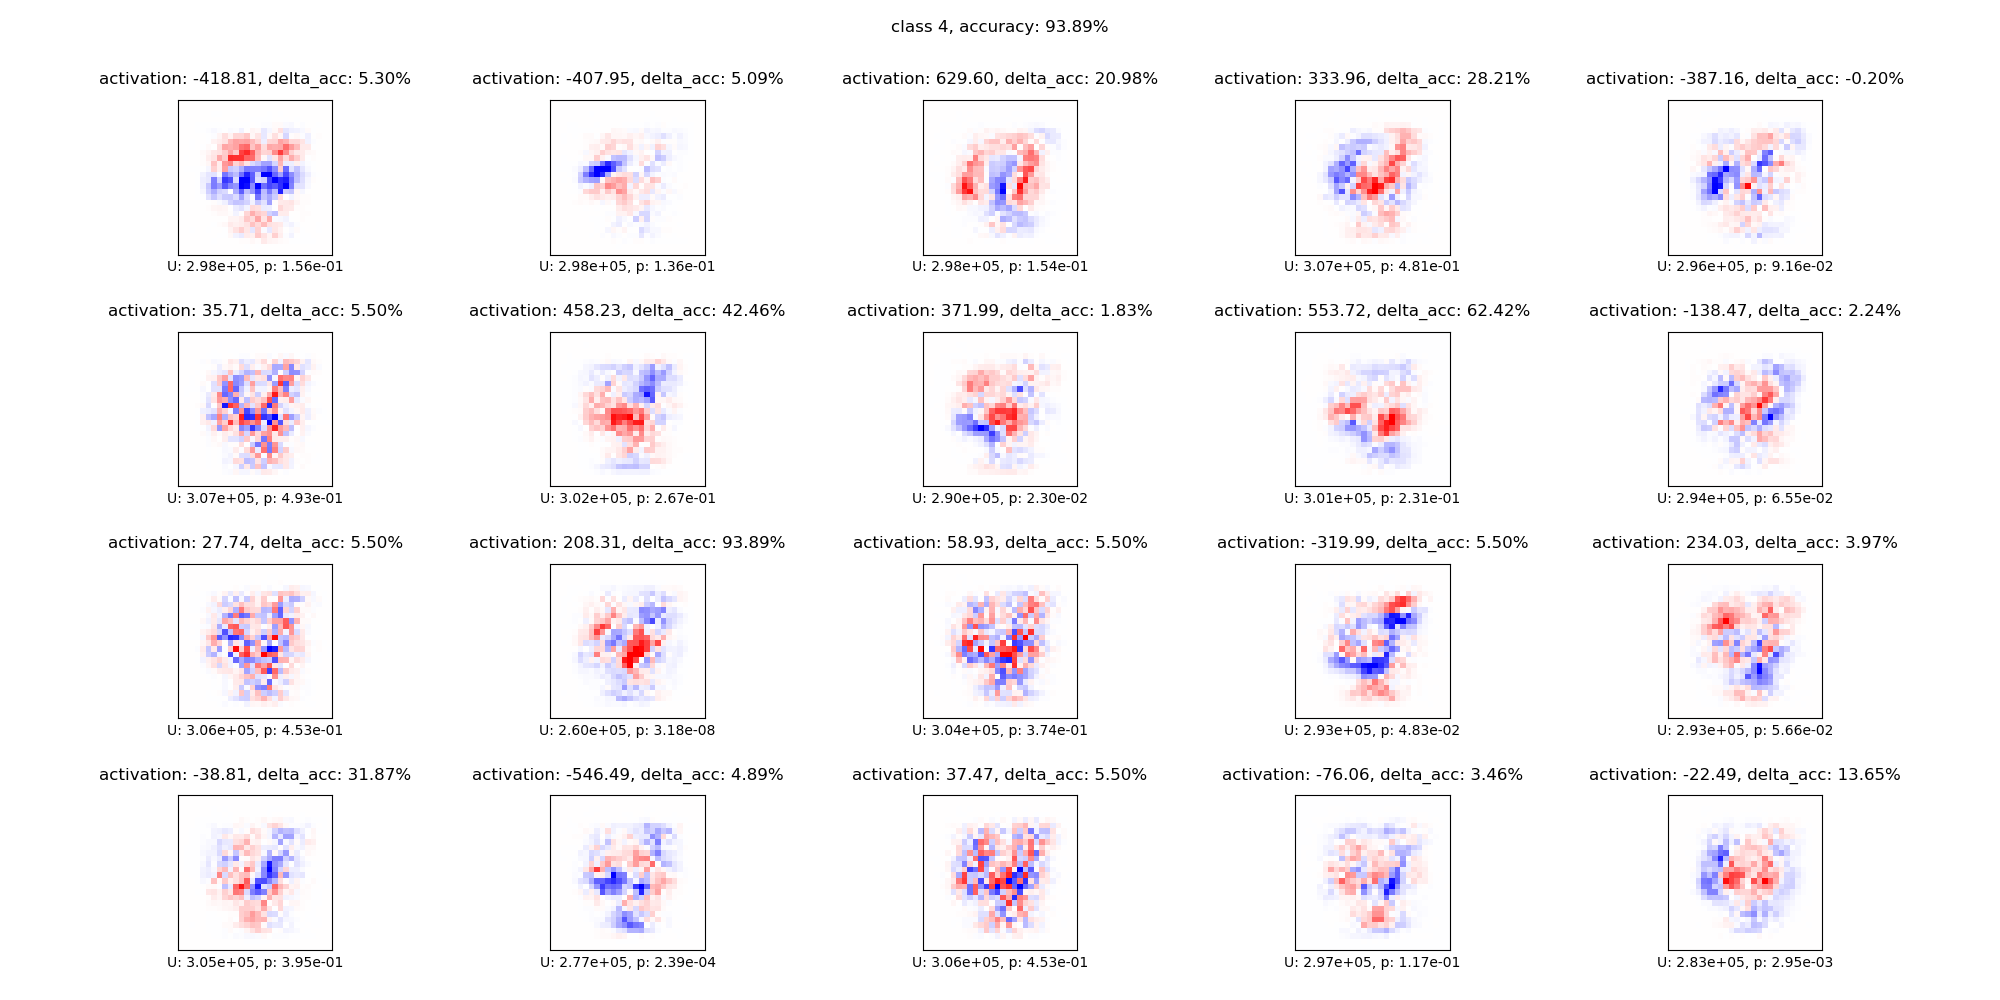 class 4, accuracy: 93.89%
activation: -418.81, delta_acc: 5.30%
activation: -407.95, delta_acc: 5.09%
activation: 629.60, delta_acc: 20.98%
activation: 333.96, delta_acc: 28.21%
activation: -387.16, delta_acc: -0.20%
U: 2.98e+05, p: 1.56e-01
U: 2.98e+05, p: 1.36e-01
U: 2.98e+05, p: 1.54e-01
U: 3.07e+05, p: 4.81e-01
U: 2.96e+05, p: 9.16e-02
activation: 35.71, delta_acc: 5.50%
activation: 458.23, delta_acc: 42.46%
activation: 371.99, delta_acc: 1.83%
activation: 553.72, delta_acc: 62.42%
activation: -138.47, delta_acc: 2.24%
U: 3.07e+05, p: 4.93e-01
U: 3.02e+05, p: 2.67e-01
U: 2.90e+05, p: 2.30e-02
U: 3.01e+05, p: 2.31e-01
U: 2.94e+05, p: 6.55e-02
activation: 27.74, delta_acc: 5.50%
activation: 208.31, delta_acc: 93.89%
activation: 58.93, delta_acc: 5.50%
activation: -319.99, delta_acc: 5.50%
activation: 234.03, delta_acc: 3.97%
U: 3.06e+05, p: 4.53e-01
U: 2.60e+05, p: 3.18e-08
U: 3.04e+05, p: 3.74e-01
U: 2.93e+05, p: 4.83e-02
U: 2.93e+05, p: 5.66e-02
activation: -38.81, delta_acc: 31.87%
activation: -546.49, delta_acc: 4.89%
activation: 37.47, delta_acc: 5.50%
activation: -76.06, delta_acc: 3.46%
activation: -22.49, delta_acc: 13.65%
U: 3.05e+05, p: 3.95e-01
U: 2.77e+05, p: 2.39e-04
U: 3.06e+05, p: 4.53e-01
U: 2.97e+05, p: 1.17e-01
U: 2.83e+05, p: 2.95e-03